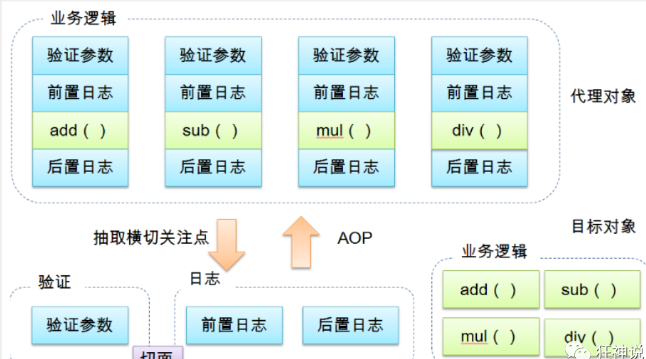 业务逻辑
验证参数 验证参数 验证参数 验证参数
前置日志 前置日志 前置日志 前置日志
代理对象
add ( ) sub ( ) mul ( ) div ( )
后置日志 后置日志 后置日志 后置日志
抽取横切关注点
AOP
目标对象
业务逻辑
验证
日志
add ( ) sub ( )
验证参数
前置日志 后置日志
mul ( ) div ( )
切面
狂神说